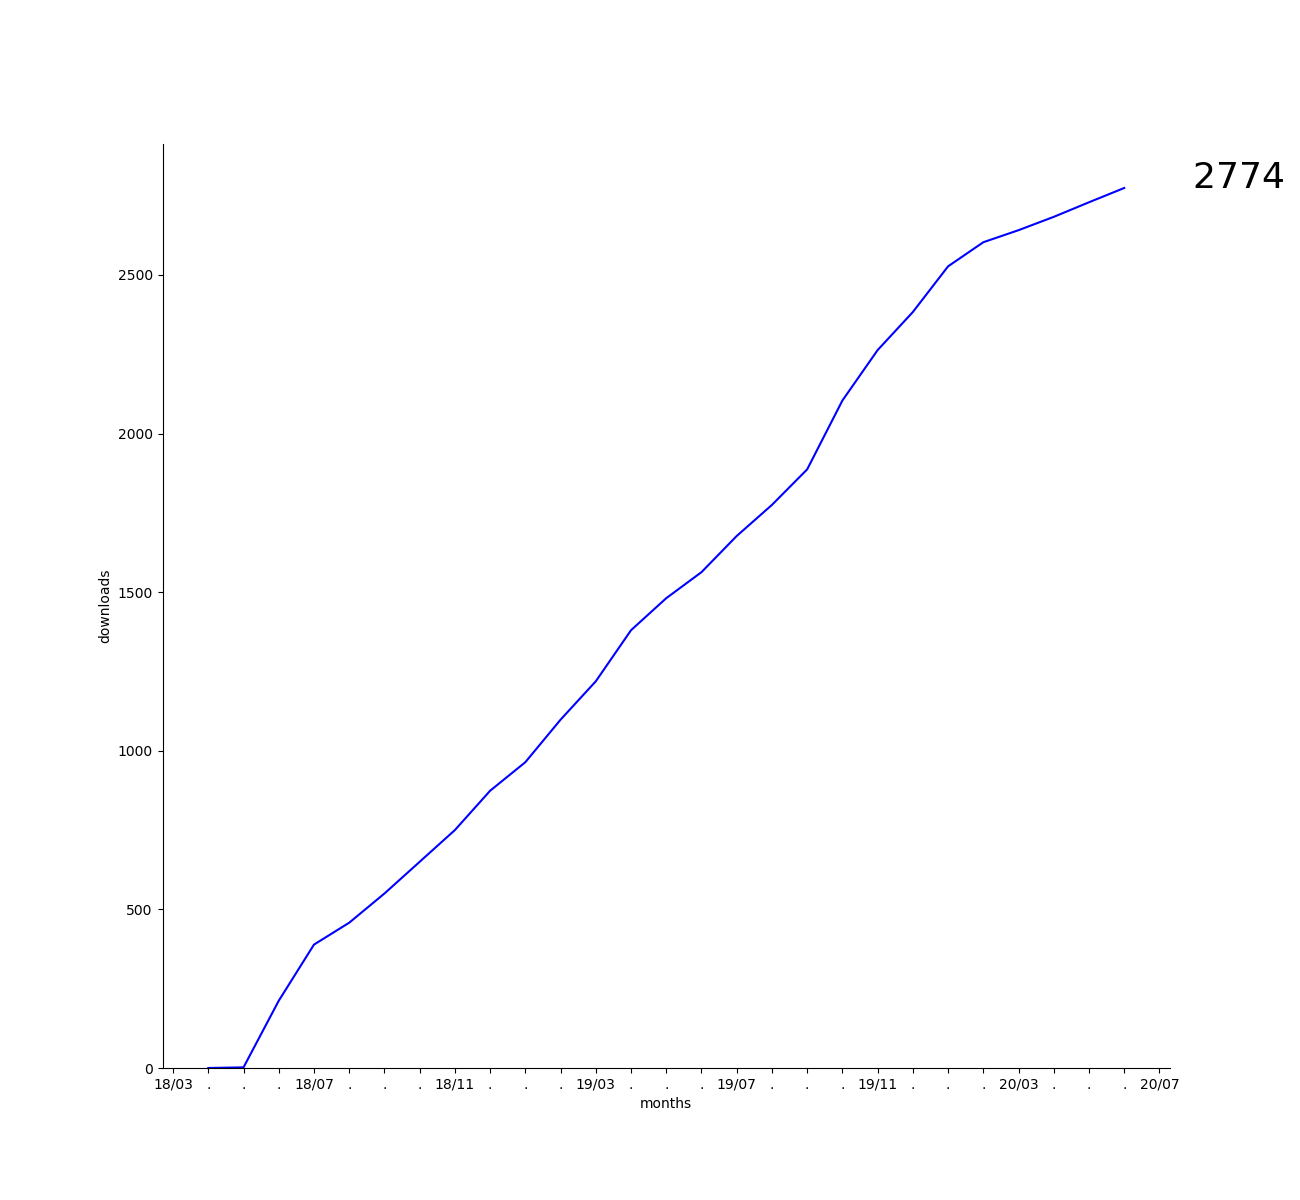 2774
2500
2000
1500
downloads
1000
500
0
18/03 . . . 18/07 . . . 18/11 . . . 19/03 . . . 19/07 . . . 19/11 . . . 20/03 . . . 20/07
months